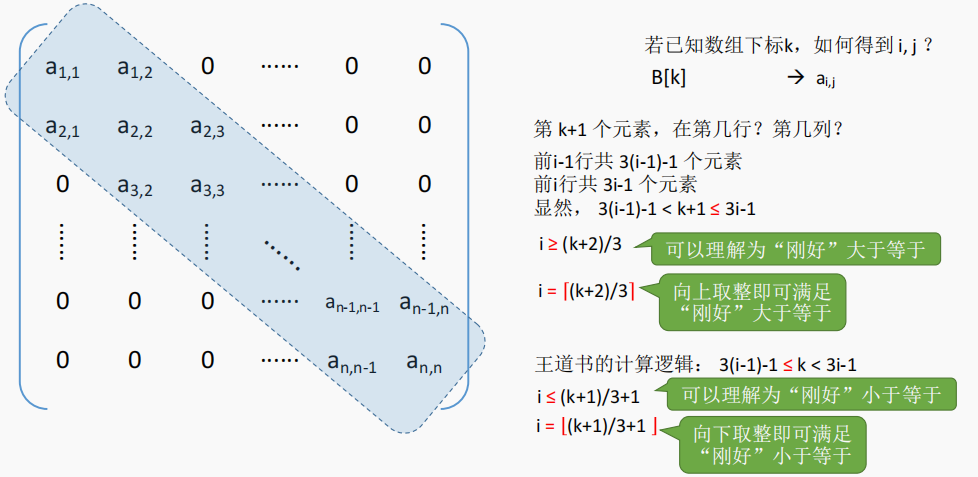 a1,1 a1,2 0 …… 0 0
a2,1 a2,2 a2,3 …… 0 0
0 a3,2 a3,3 …… 0 0
0 0 0 …… an-1,n-1 an-1,n
0 0 0 …… an,n-1 an,n
若已知数组下标k，如何得到 i, j ？
B[k] → ai,j
第 k+1 个元素，在第几行？第几列？
前i-1行共 3(i-1)-1 个元素
前i行共 3i-1 个元素
显然， 3(i-1)-1 < k+1 ≤ 3i-1
i ≥ (k+2)/3
可以理解为“刚好”大于等于
i = ⌈(k+2)/3⌉
向上取整即可满足
“刚好”大于等于
王道书的计算逻辑： 3(i-1)-1 ≤ k < 3i-1
i ≤ (k+1)/3+1
可以理解为“刚好”小于等于
i = ⌊(k+1)/3+1 ⌋
向下取整即可满足
“刚好”小于等于